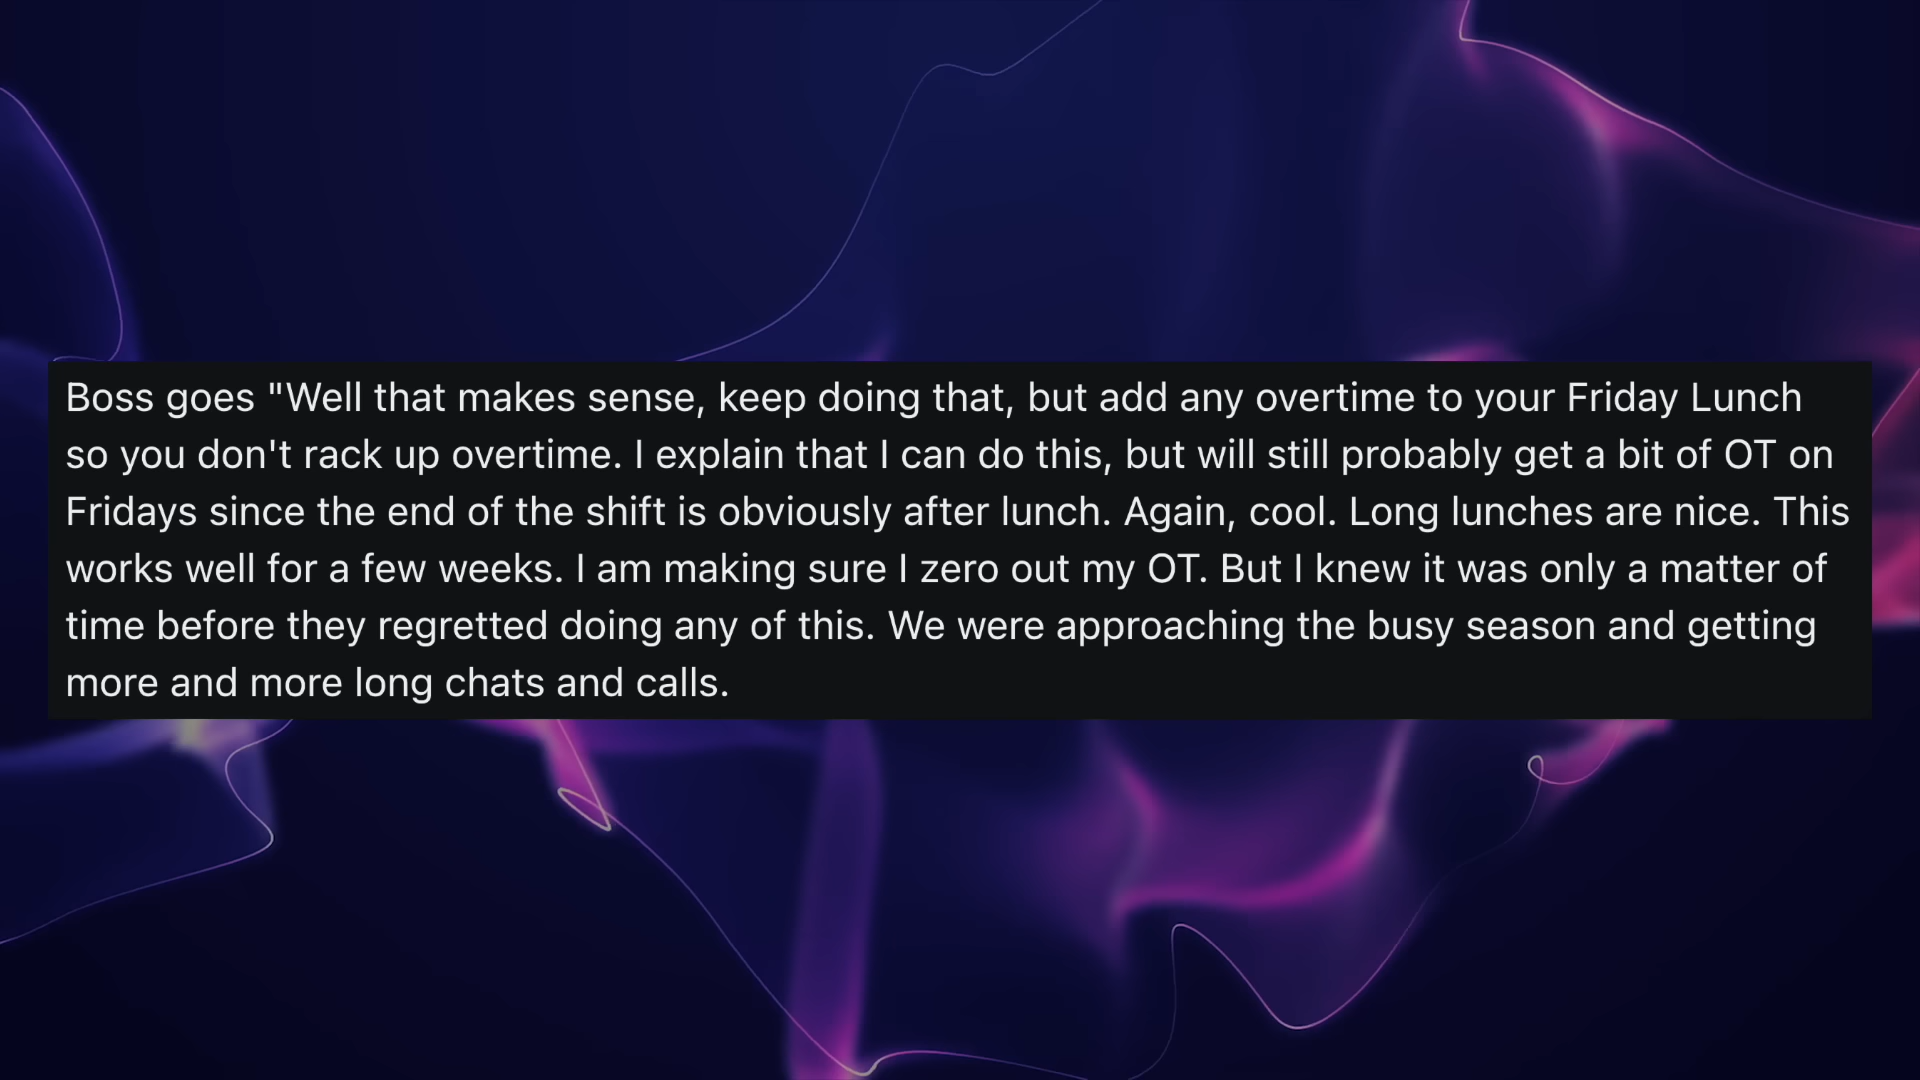 Boss goes "Well that makes sense, keep doing that, but add any overtime to your Friday Lunch
so you don't rack up overtime. I explain that I can do this, but will still probably get a bit of OT on
Fridays since the end of the shift is obviously after lunch. Again, cool. Long lunches are nice. This
works well for a few weeks. I am making sure I zero out my OT. But I knew it was only a matter of
time before they regretted doing any of this. We were approaching the busy season and getting
more and more long chats and calls.